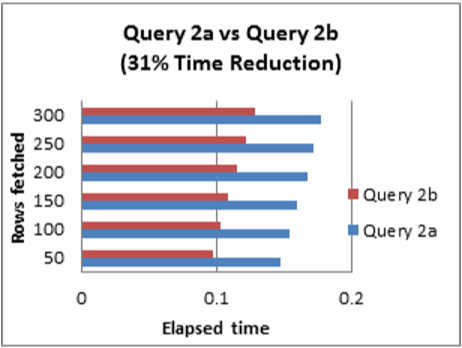 Query 2a vs Query 2b
(31% Time Reduction)
Rows fetched
300
250
200
150
100
50
Query 2b
Query 2a
0 0.1 0.2
Elapsed time